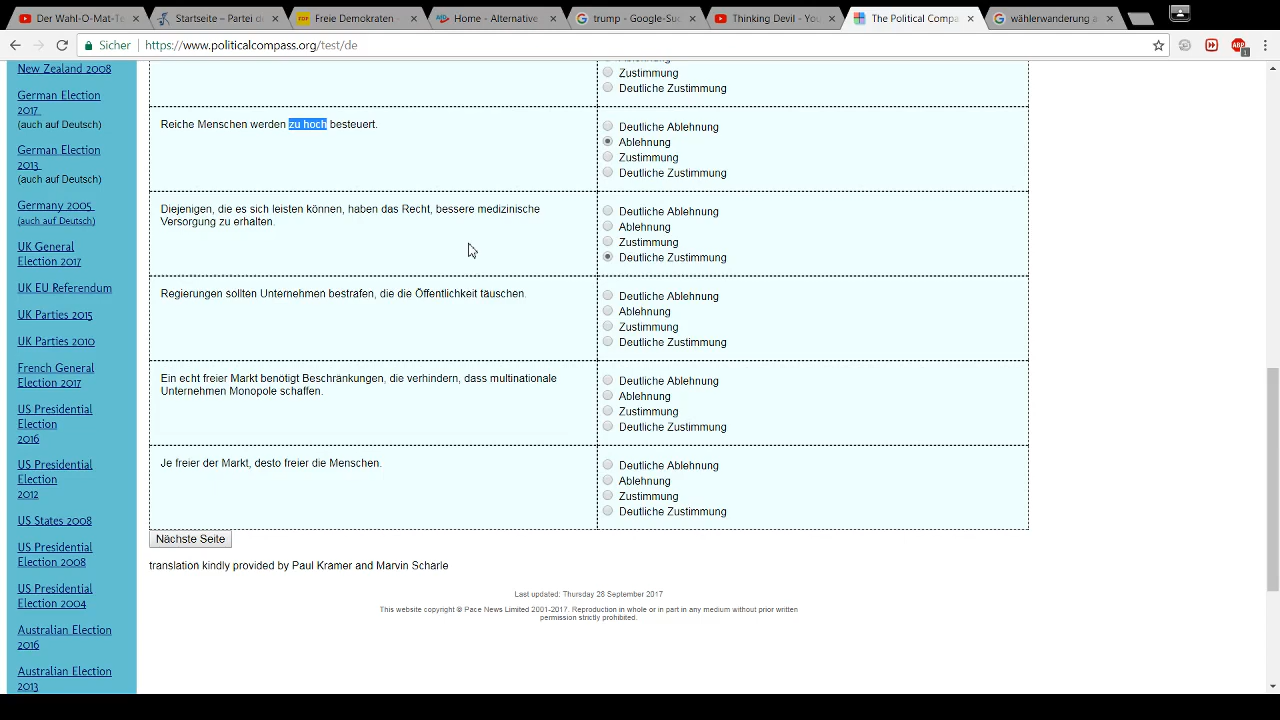 Der Wahl-O-Mat-Te
Startseite – Partei de
Freie Demokraten -
Home - Alternative
trump - Google-Suc
Thinking Devil - You
The Political Compa
wählerwanderung a
Sicher
https://www.politicalcompass.org/test/de
New Zealand 2008
German Election
2017
(auch auf Deutsch)
German Election
2013
(auch auf Deutsch)
Germany 2005
(auch auf Deutsch)
UK General
Election 2017
UK EU Referendum
UK Parties 2015
UK Parties 2010
French General
Election 2017
US Presidential
Election
2016
US Presidential
Election
2012
US States 2008
US Presidential
Election 2008
US Presidential
Election 2004
Australian Election
2016
Australian Election
2013
Zustimmung
Deutliche Zustimmung
Reiche Menschen werden zu hoch besteuert.
Deutliche Ablehnung
Ablehnung
Zustimmung
Deutliche Zustimmung
Diejenigen, die es sich leisten können, haben das Recht, bessere medizinische
Versorgung zu erhalten.
Deutliche Ablehnung
Ablehnung
Zustimmung
Deutliche Zustimmung
Regierungen sollten Unternehmen bestrafen, die die Öffentlichkeit täuschen.
Deutliche Ablehnung
Ablehnung
Zustimmung
Deutliche Zustimmung
Ein echt freier Markt benötigt Beschränkungen, die verhindern, dass multinationale
Unternehmen Monopole schaffen.
Deutliche Ablehnung
Ablehnung
Zustimmung
Deutliche Zustimmung
Je freier der Markt, desto freier die Menschen.
Deutliche Ablehnung
Ablehnung
Zustimmung
Deutliche Zustimmung
Nächste Seite
translation kindly provided by Paul Kramer and Marvin Scharle
Last updated: Thursday 28 September 2017
This website copyright © Pace News Limited 2001-2017. Reproduction in whole or in part in any medium without prior written
permission strictly prohibited.